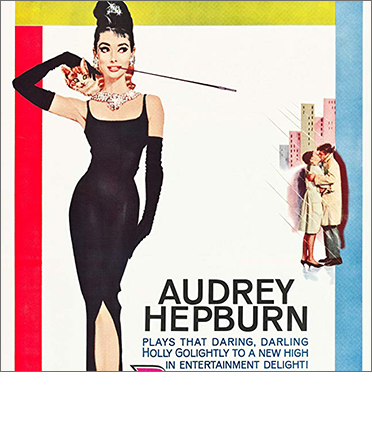 AUDREY
HEPBURN
PLAYS THAT DARING, DARLING
HOLLY GOLIGHTLY TO A NEW HIGH
IN ENTERTAINMENT DELIGHT!